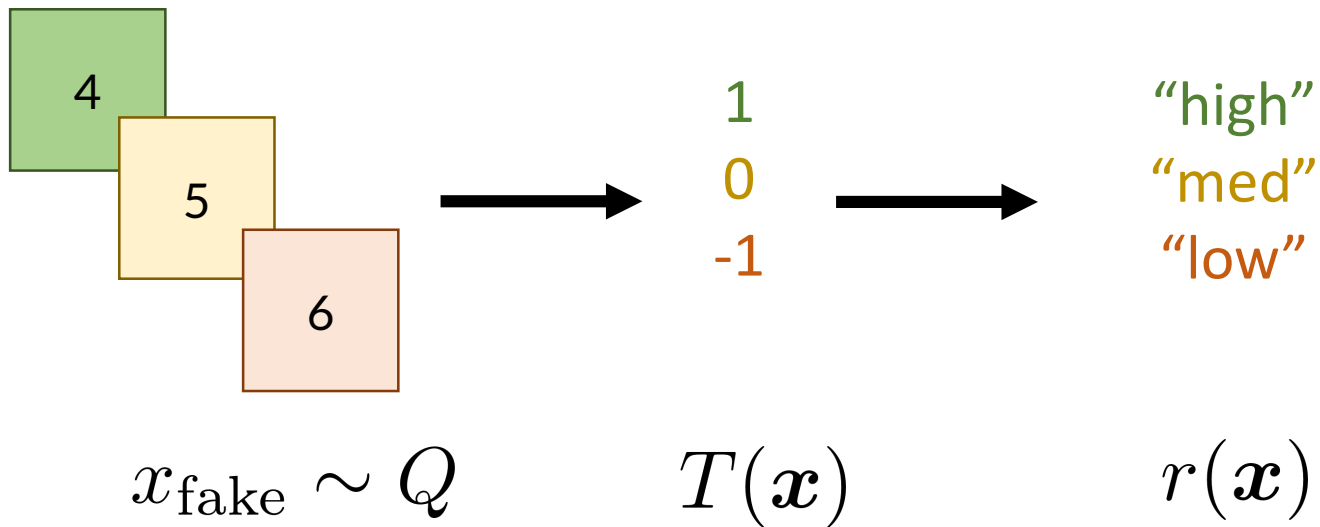 4
5
6
1
0
-1
“high”
“med”
“low”
x_fake ∼ Q
T(x)
r(x)